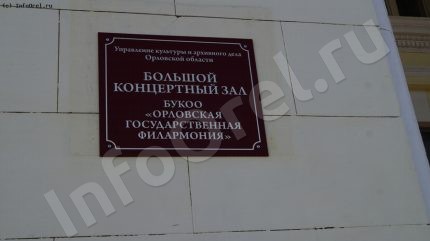 (c) InfoOrel.ru
Управление культуры и архивного дела
Орловской области
БОЛЬШОЙ
КОНЦЕРТНЫЙ ЗАЛ
БУКОО
«ОРЛОВСКАЯ
ГОСУДАРСТВЕННАЯ
ФИЛАРМОНИЯ»
InfoOrel.ru